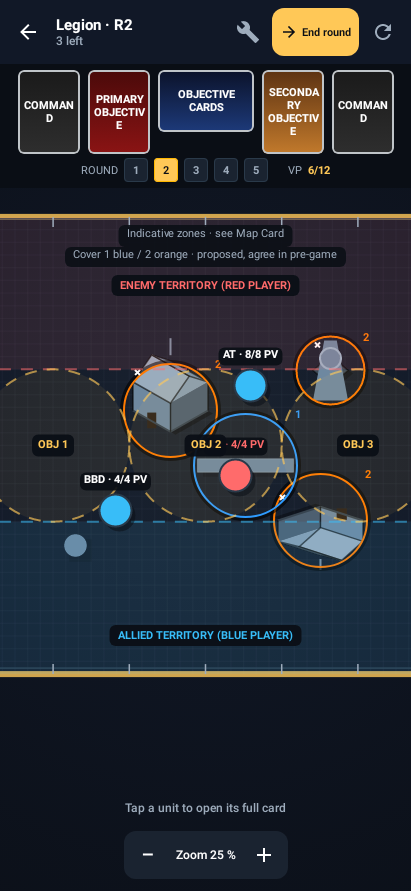 Legion · R2
3 left
End round
COMMAN
D
PRIMARY
OBJECTIV
E
OBJECTIVE
CARDS
SECONDA
RY
OBJECTIV
E
COMMAN
D
ROUND 1 2 3 4 5 VP 6/12
Indicative zones · see Map Card
Cover 1 blue / 2 orange · proposed, agree in pre-game
ENEMY TERRITORY (RED PLAYER)
2
2
AT · 8/8 PV
1
OBJ 1
OBJ 2 · 4/4 PV
OBJ 3
2
BBD · 4/4 PV
ALLIED TERRITORY (BLUE PLAYER)
Tap a unit to open its full card
− Zoom 25 % +